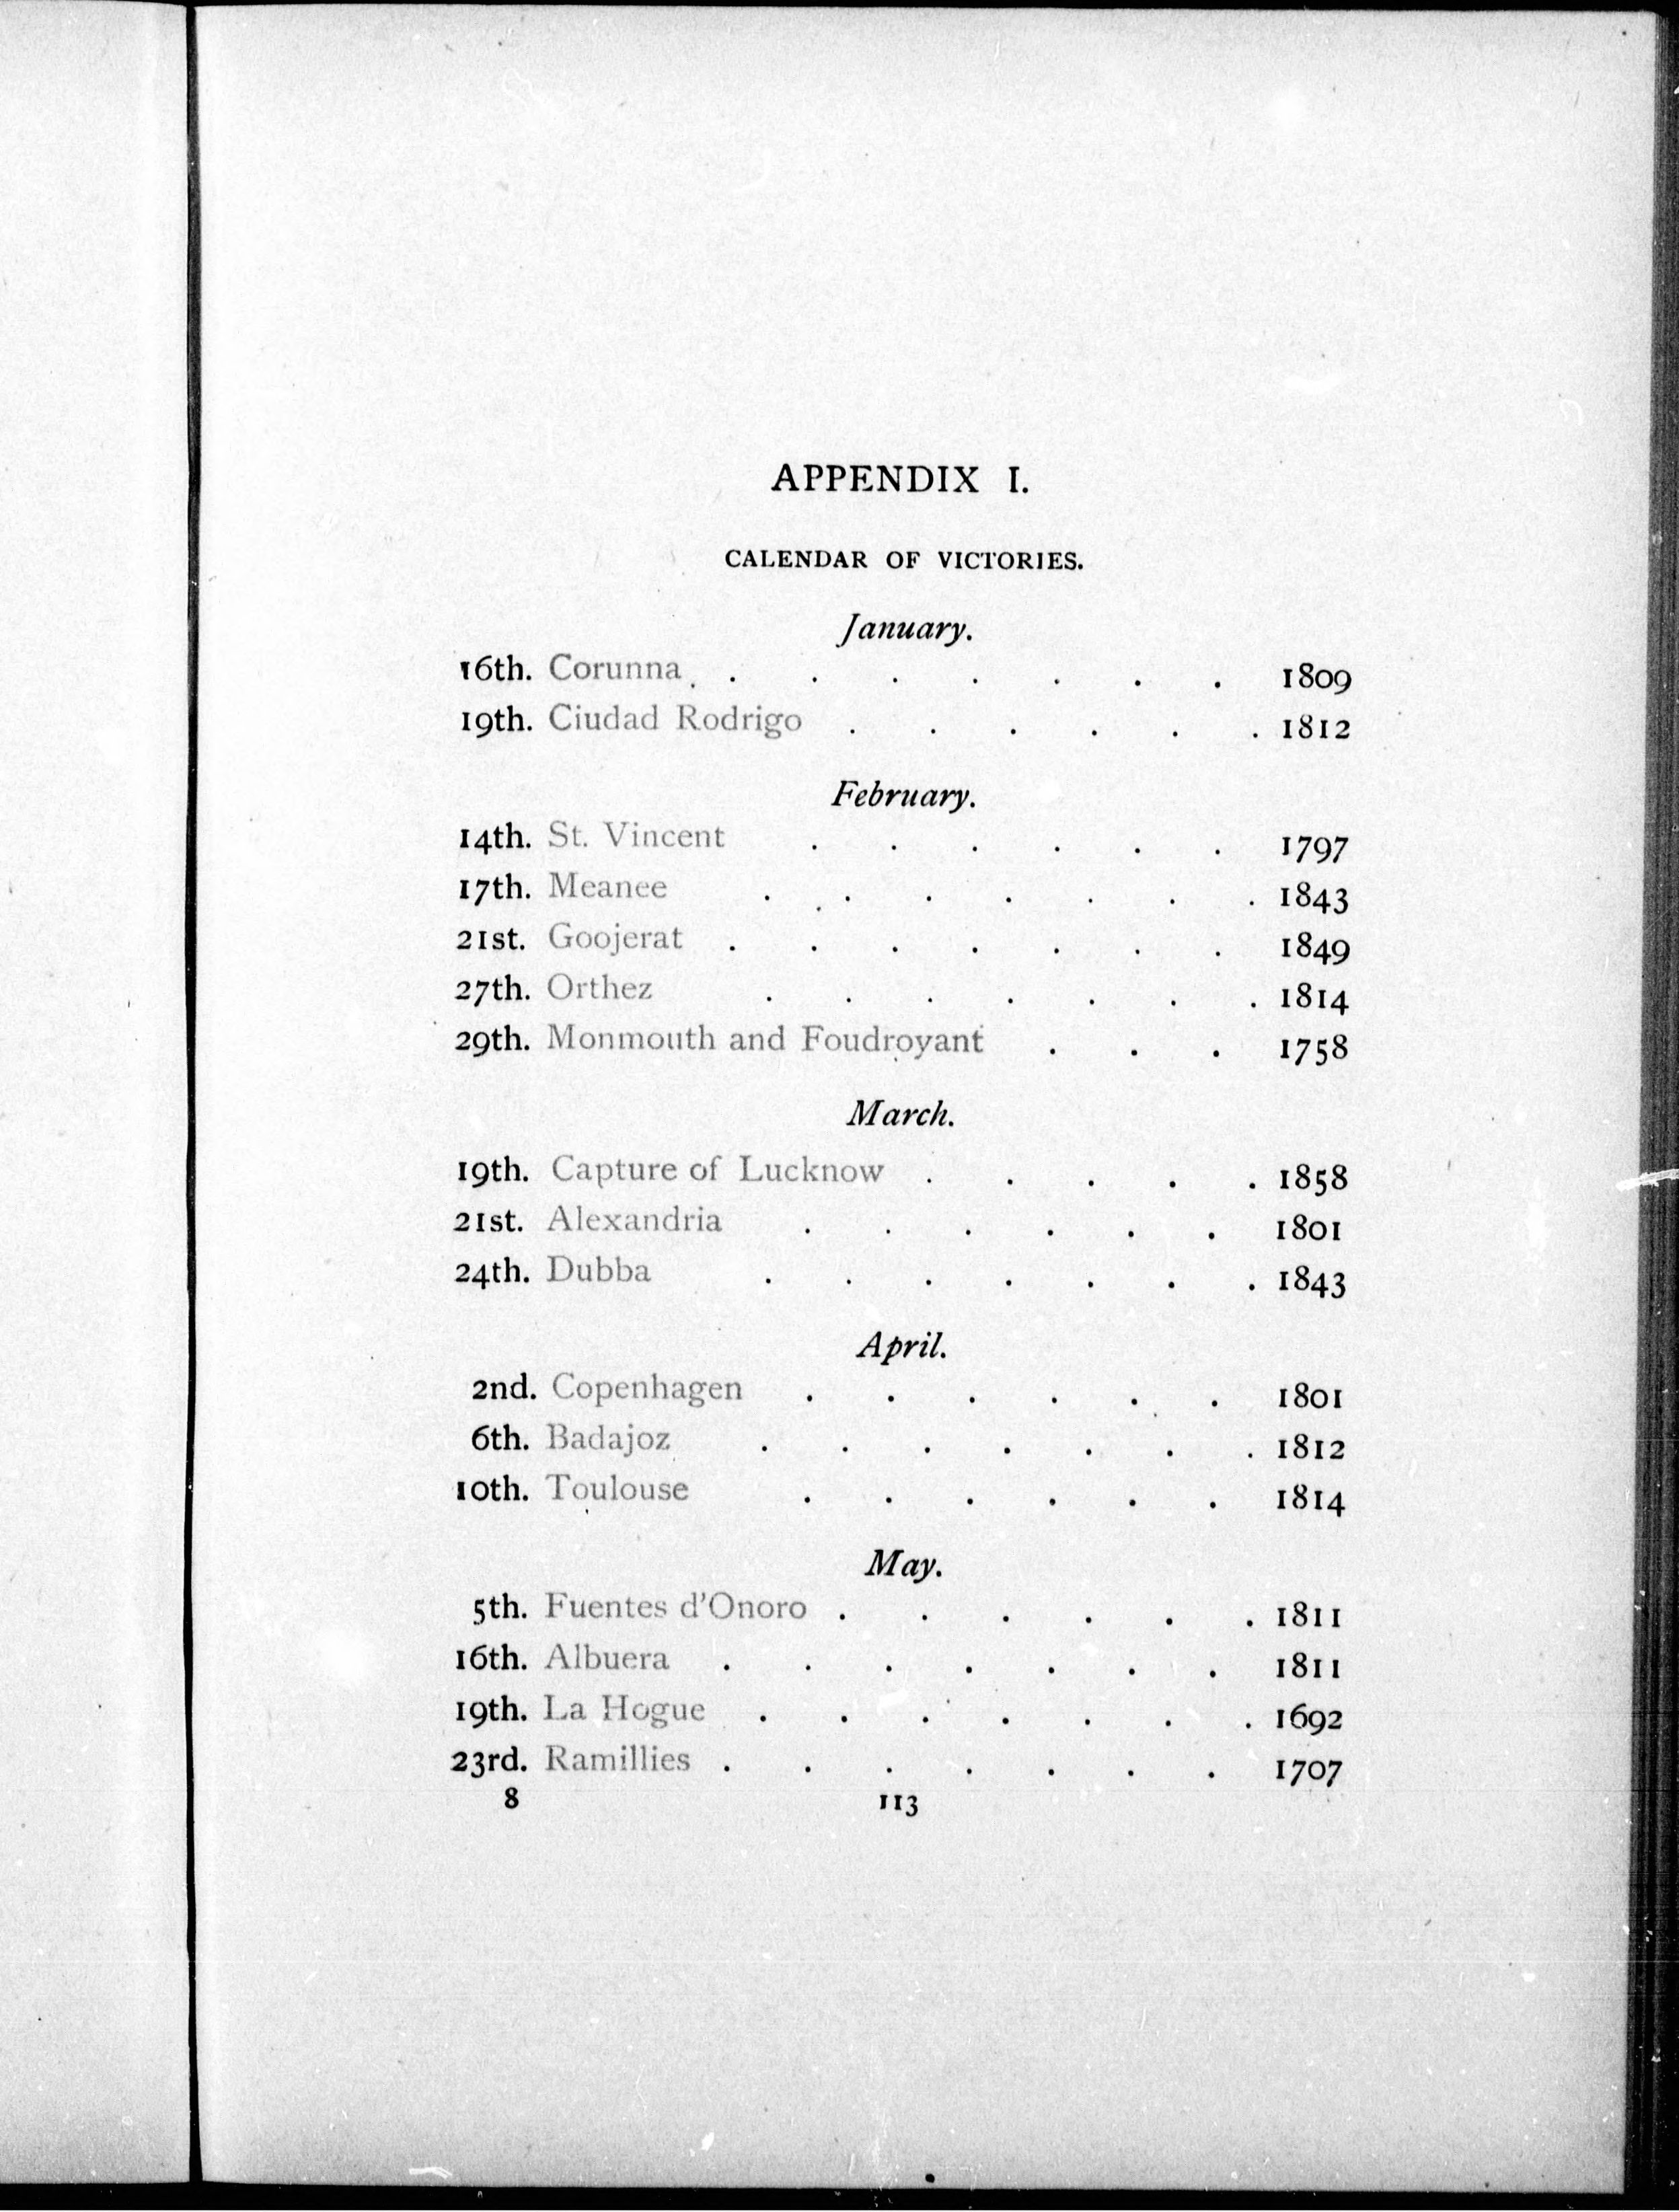 APPENDIX I.
CALENDAR OF VICTORIES.
January.
16th. Corunna . . . . . . . . 1809
19th. Ciudad Rodrigo . . . . . . 1812
February.
14th. St. Vincent . . . . . . 1797
17th. Meanee . . . . . . . 1843
21st. Goojerat . . . . . . . 1849
27th. Orthez . . . . . . . 1814
29th. Monmouth and Foudroyant . . . 1758
March.
19th. Capture of Lucknow . . . . . 1858
21st. Alexandria . . . . . . 1801
24th. Dubba . . . . . . . 1843
April.
2nd. Copenhagen . . . . . . 1801
6th. Badajoz . . . . . . . 1812
10th. Toulouse . . . . . . 1814
May.
5th. Fuentes d'Onoro . . . . . . 1811
16th. Albuera . . . . . . . 1811
19th. La Hogue . . . . . . . 1692
23rd. Ramillies . . . . . . . 1707
8 113